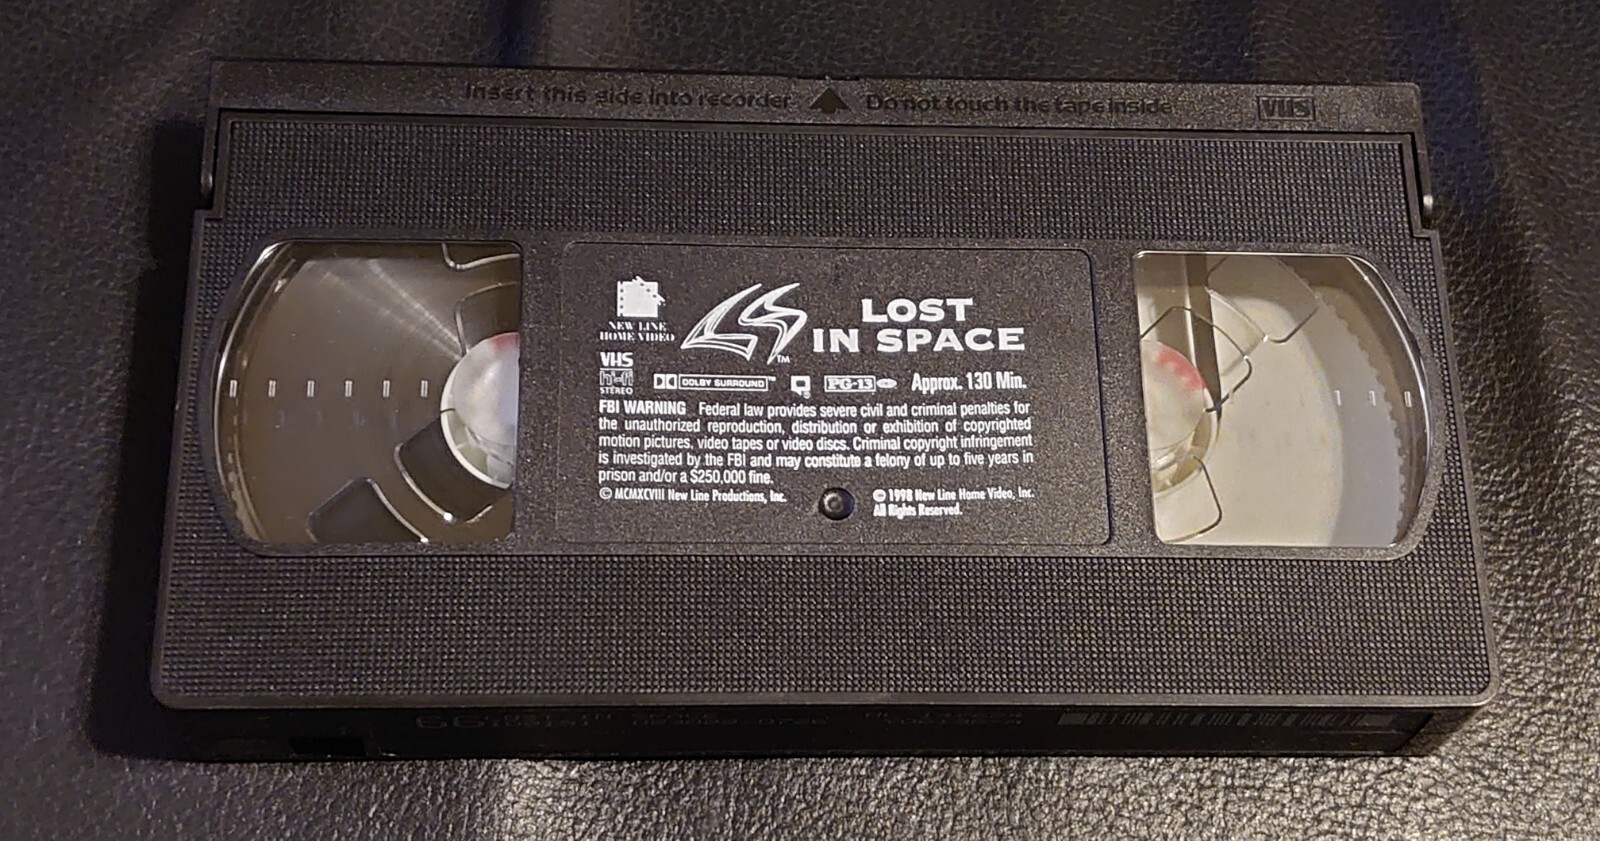 Insert this side into recorder Do not touch the tape inside VHS
NEW LINE
HOME VIDEO
LS
TM
LOST
IN SPACE
VHS
hi-fi
STEREO
DOLBY SURROUND™ PG-13 Approx. 130 Min.
FBI WARNING Federal law provides severe civil and criminal penalties for
the unauthorized reproduction, distribution or exhibition of copyrighted
motion pictures, video tapes or video discs. Criminal copyright infringement
is investigated by the FBI and may constitute a felony of up to five years in
prison and/or a $250,000 fine.
© MCMXCVIII New Line Productions, Inc.
© 1998 New Line Home Video, Inc.
All Rights Reserved.